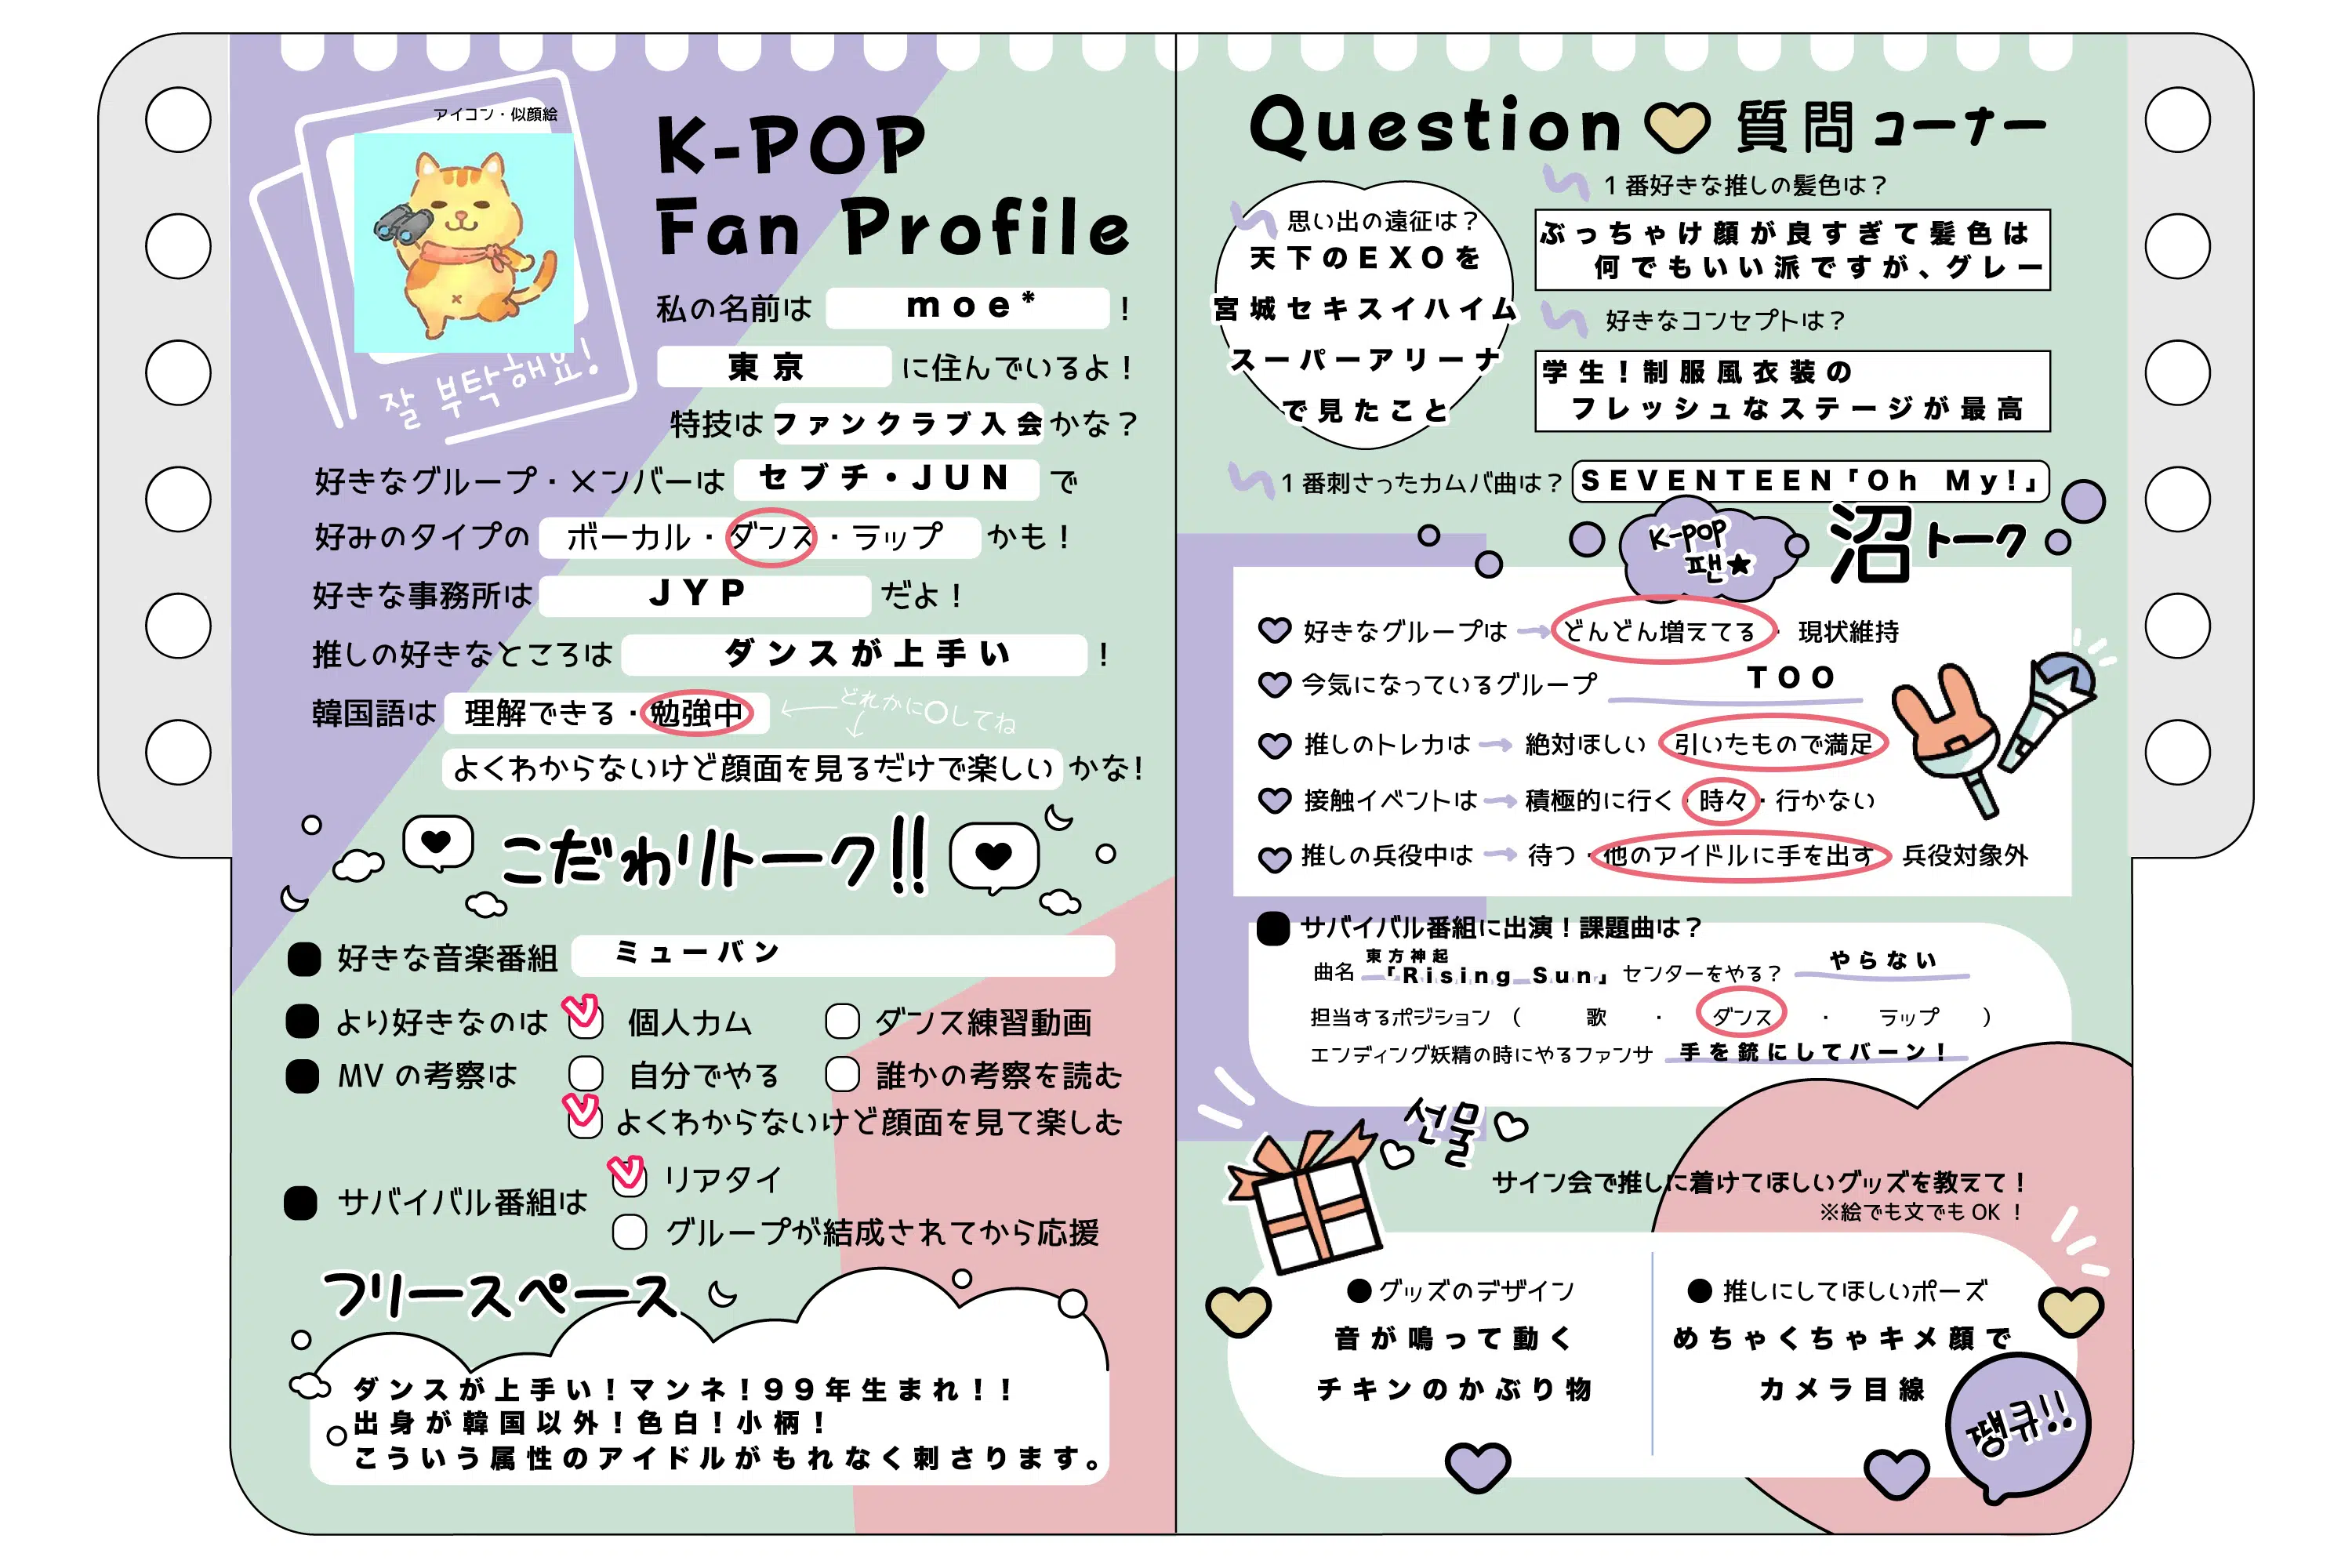 アイコン・似顔絵
잘 부탁해요!
K-POP
Fan Profile
私の名前は moe* !
東京 に住んでいるよ!
特技は ファンクラブ入会 かな?
好きなグループ・メンバーは セブチ・JUN で
好みのタイプの ボーカル・ダンス・ラップ かも!
好きな事務所は JYP だよ!
推しの好きなところは ダンスが上手い !
韓国語は 理解できる・勉強中
どれかに○してね
よくわからないけど顔面を見るだけで楽しい かな!
こだわりトーク!!
好きな音楽番組 ミューバン
より好きなのは 個人カム ダンス練習動画
MVの考察は 自分でやる 誰かの考察を読む
よくわからないけど顔面を見て楽しむ
サバイバル番組は リアタイ
グループが結成されてから応援
フリースペース
ダンスが上手い!マンネ!99年生まれ!!
出身が韓国以外!色白!小柄!
こういう属性のアイドルがもれなく刺さります。
Question 質問コーナー
思い出の遠征は?
天下のEXOを
宮城セキスイハイム
スーパーアリーナ
で見たこと
1番好きな推しの髪色は?
ぶっちゃけ顔が良すぎて髪色は
何でもいい派ですが、グレー
好きなコンセプトは?
学生!制服風衣装の
フレッシュなステージが最高
1番刺さったカムバ曲は? SEVENTEEN「Oh My!」
K-POP
팬★
沼トーク
好きなグループは どんどん増えてる・現状維持
今気になっているグループ TOO
推しのトレカは 絶対ほしい 引いたもので満足
接触イベントは 積極的に行く・時々・行かない
推しの兵役中は 待つ・他のアイドルに手を出す 兵役対象外
サバイバル番組に出演!課題曲は?
東方神起
曲名 「Rising Sun」 センターをやる? やらない
担当するポジション ( 歌 ・ ダンス ・ ラップ )
エンディング妖精の時にやるファンサ 手を銃にしてバーン!
선물
サイン会で推しに着けてほしいグッズを教えて!
※絵でも文でもOK!
●グッズのデザイン
音が鳴って動く
チキンのかぶり物
●推しにしてほしいポーズ
めちゃくちゃキメ顔で
カメラ目線
땡큐!!